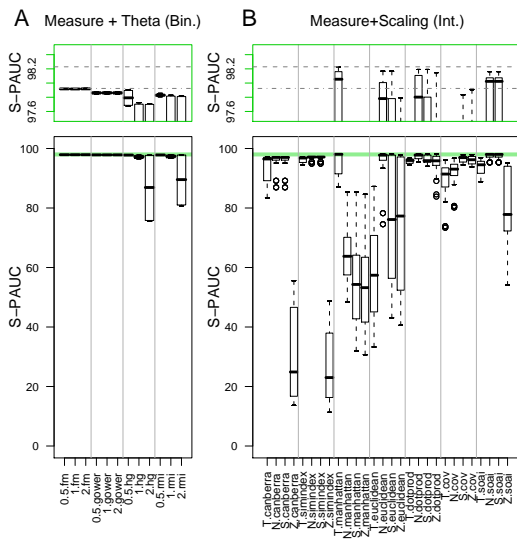 A
Measure + Theta (Bin.)
B
Measure+Scaling (Int.)
S-PAUC
97.6
98.2
S-PAUC
97.6
98.2
S-PAUC
100
80
60
40
20
0
S-PAUC
100
80
60
40
20
0
0.5.fm
1.fm
2.fm
0.5.gower
1.gower
2.gower
0.5.hg
1.hg
2.hg
0.5.mi
1.mi
2.mi
T.canberra
N.canberra
S.canberra
Z.canberra
T.simindex
N.simindex
S.simindex
Z.simindex
T.manhattan
N.manhattan
S.manhattan
Z.manhattan
T.euclidean
N.euclidean
S.euclidean
Z.euclidean
T.dotprod
N.dotprod
S.dotprod
Z.dotprod
T.cov
N.cov
S.cov
Z.cov
T.soai
N.soai
S.soai
Z.soai